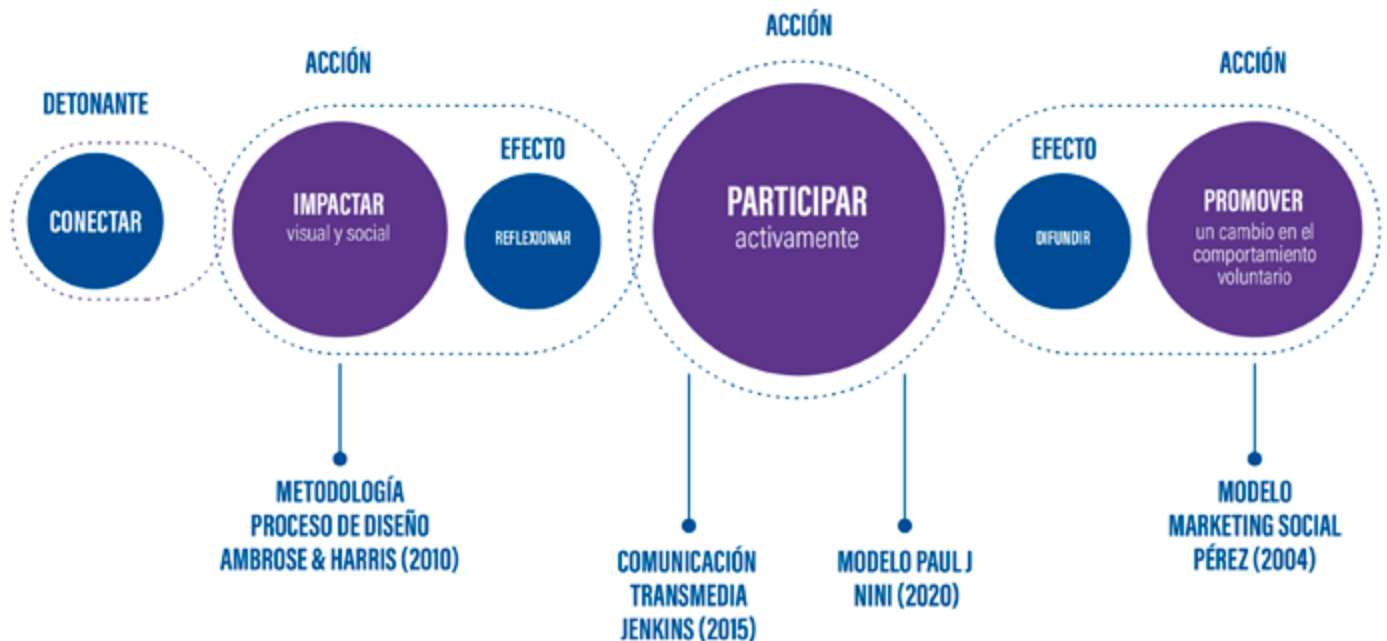 DETONANTE
CONECTAR
ACCIÓN
IMPACTAR
visual y social
EFECTO
REFLEXIONAR
ACCIÓN
PARTICIPAR
activamente
EFECTO
DIFUNDIR
ACCIÓN
PROMOVER
un cambio en el
comportamiento
voluntario
METODOLOGÍA
PROCESO DE DISEÑO
AMBROSE & HARRIS (2010)
COMUNICACIÓN
TRANSMEDIA
JENKINS (2015)
MODELO PAUL J
NINI (2020)
MODELO
MARKETING SOCIAL
PÉREZ (2004)